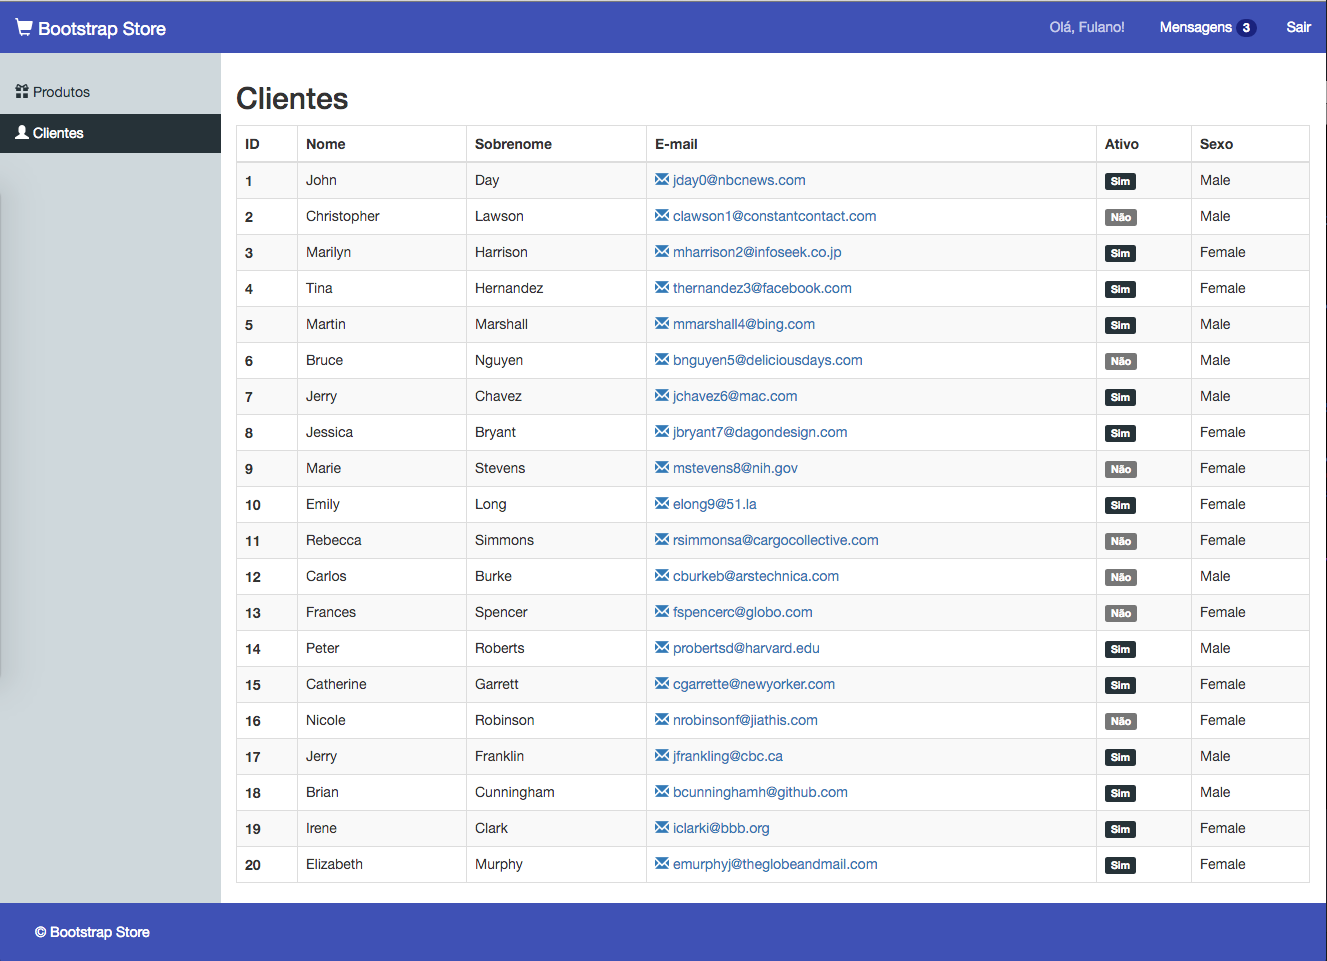 Bootstrap Store Olá, Fulano! Mensagens 3 Sair
Produtos
Clientes
Clientes
ID Nome Sobrenome E-mail Ativo Sexo
1 John Day jday0@nbcnews.com Sim Male
2 Christopher Lawson clawson1@constantcontact.com Não Male
3 Marilyn Harrison mharrison2@infoseek.co.jp Sim Female
4 Tina Hernandez thernandez3@facebook.com Sim Female
5 Martin Marshall mmarshall4@bing.com Sim Male
6 Bruce Nguyen bnguyen5@deliciousdays.com Não Male
7 Jerry Chavez jchavez6@mac.com Sim Male
8 Jessica Bryant jbryant7@dagondesign.com Sim Female
9 Marie Stevens mstevens8@nih.gov Não Female
10 Emily Long elong9@51.la Sim Female
11 Rebecca Simmons rsimmonsa@cargocollective.com Não Female
12 Carlos Burke cburkeb@arstechnica.com Não Male
13 Frances Spencer fspencerc@globo.com Não Female
14 Peter Roberts probertsd@harvard.edu Sim Male
15 Catherine Garrett cgarrette@newyorker.com Sim Female
16 Nicole Robinson nrobinsonf@jiathis.com Não Female
17 Jerry Franklin jfrankling@cbc.ca Sim Male
18 Brian Cunningham bcunninghamh@github.com Sim Male
19 Irene Clark iclarki@bbb.org Sim Female
20 Elizabeth Murphy emurphyj@theglobeandmail.com Sim Female
© Bootstrap Store